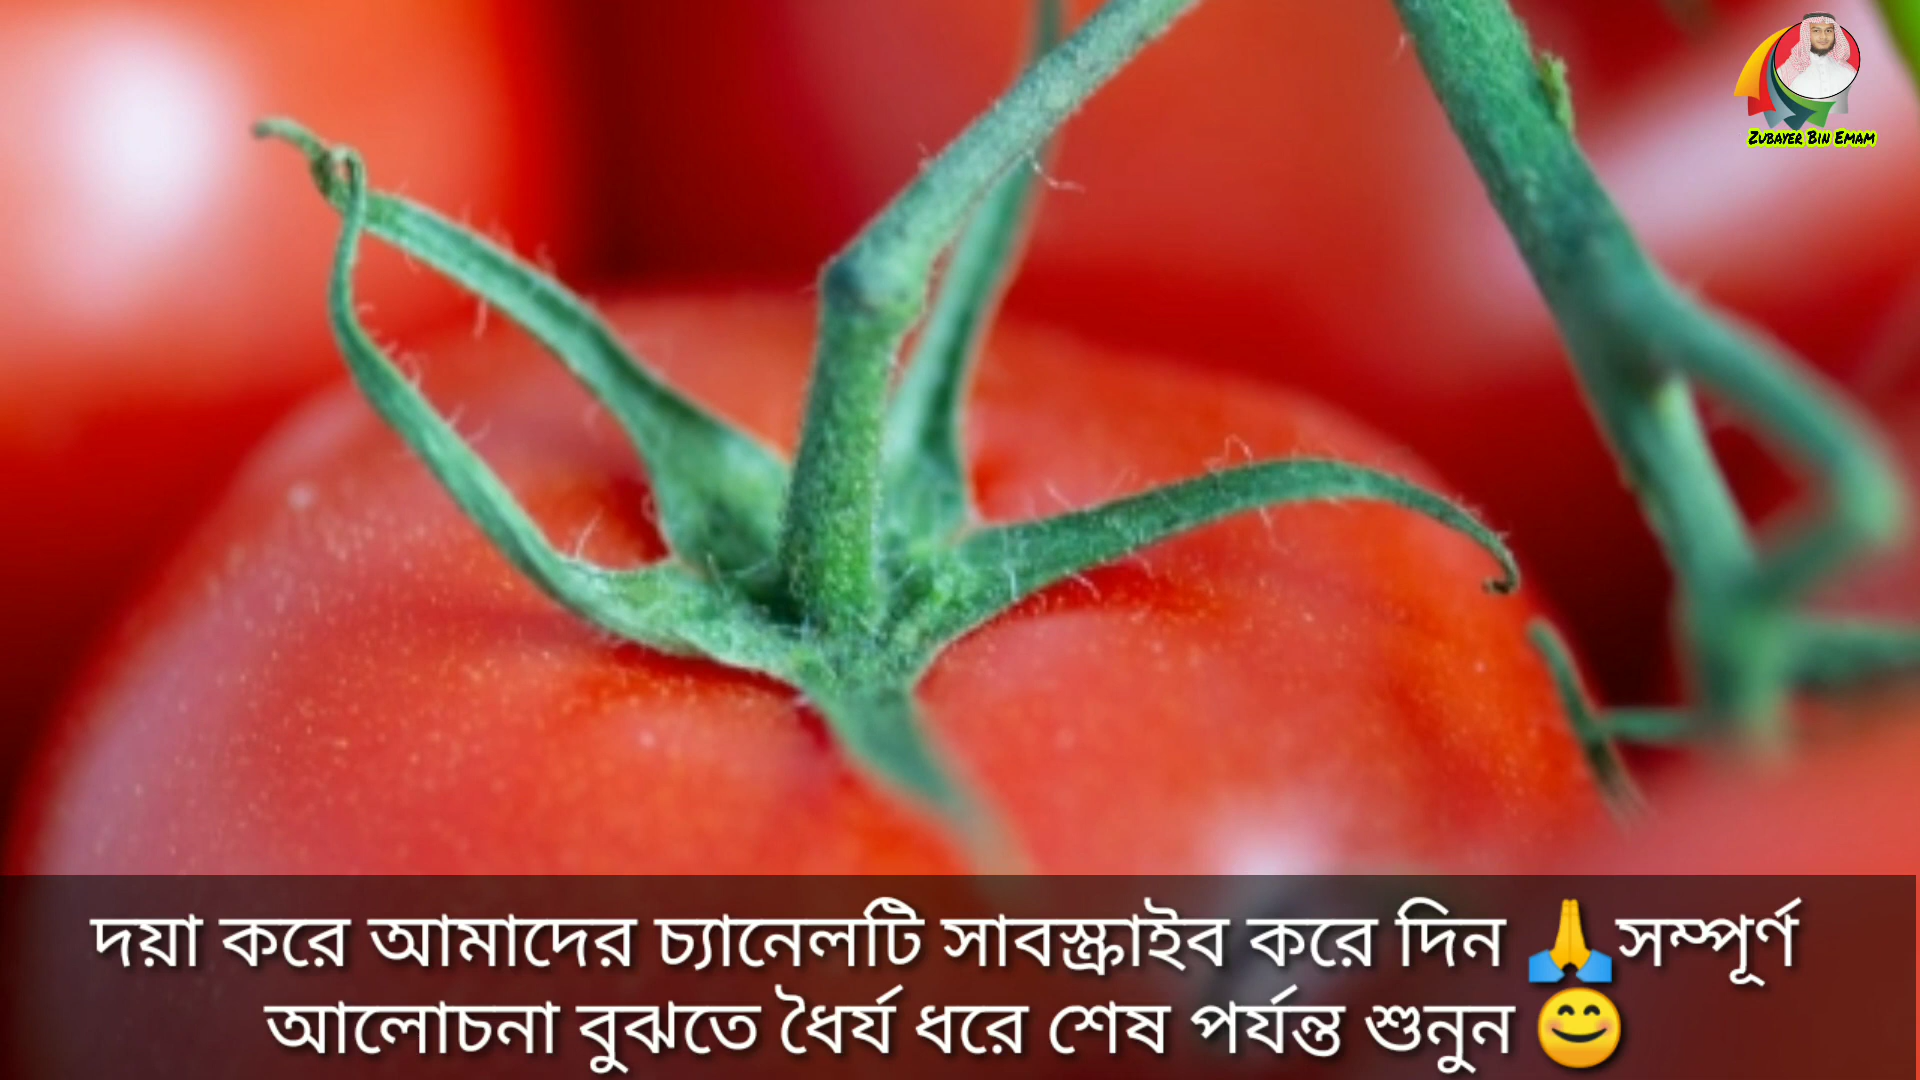 Zubayer Bin Emam
দয়া করে আমাদের চ্যানেলটি সাবস্ক্রাইব করে দিন 🙏সম্পূর্ণ
আলোচনা বুঝতে ধৈর্য ধরে শেষ পর্যন্ত শুনুন 😊